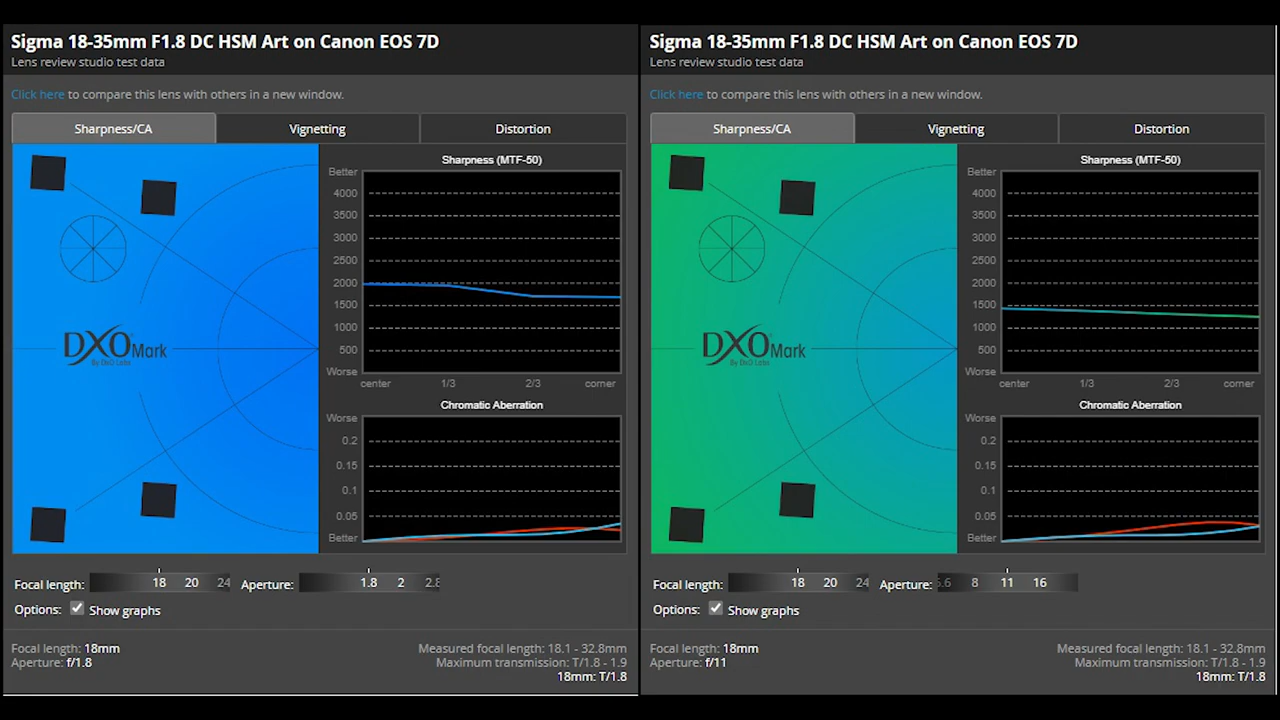 Sigma 18-35mm F1.8 DC HSM Art on Canon EOS 7D
Lens review studio test data
Click here to compare this lens with others in a new window.
Sharpness/CA Vignetting Distortion
DXO Mark
By DxO Labs
Sharpness (MTF-50)
Better
4000
3500
3000
2500
2000
1500
1000
500
Worse
center 1/3 2/3 corner
Chromatic Aberration
Worse
0.2
0.15
0.1
0.05
Better
Focal length: 18 20 24 Aperture: 1.8 2 2.8
Options: Show graphs
Focal length: 18mm
Aperture: f/1.8
Measured focal length: 18.1 - 32.8mm
Maximum transmission: T/1.8 - 1.9
18mm: T/1.8
Sigma 18-35mm F1.8 DC HSM Art on Canon EOS 7D
Lens review studio test data
Click here to compare this lens with others in a new window.
Sharpness/CA Vignetting Distortion
DXO Mark
By DxO Labs
Sharpness (MTF-50)
Better
4000
3500
3000
2500
2000
1500
1000
500
Worse
center 1/3 2/3 corner
Chromatic Aberration
Worse
0.2
0.15
0.1
0.05
Better
Focal length: 18 20 24 Aperture: 5.6 8 11 16
Options: Show graphs
Focal length: 18mm
Aperture: f/11
Measured focal length: 18.1 - 32.8mm
Maximum transmission: T/1.8 - 1.9
18mm: T/1.8